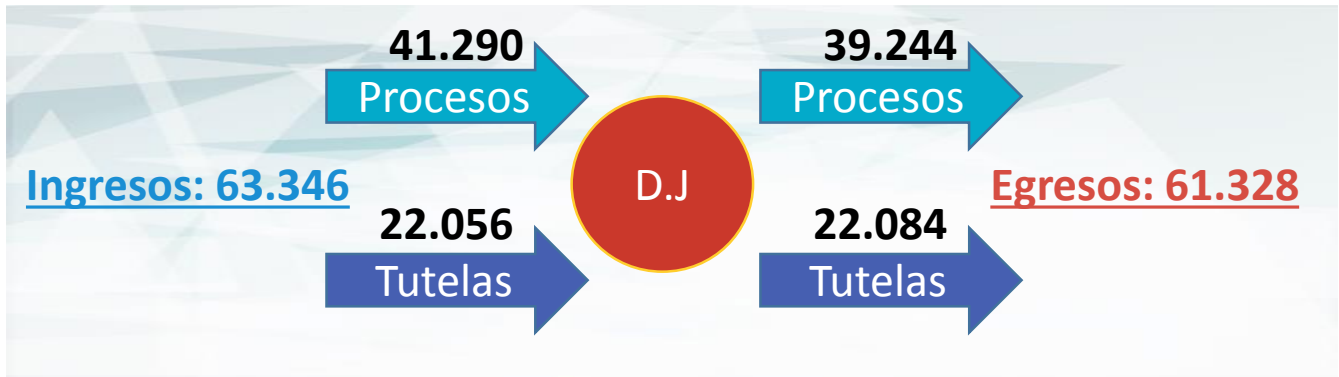 41.290
Procesos
39.244
Procesos
Ingresos: 63.346
D.J
Egresos: 61.328
22.056
Tutelas
22.084
Tutelas